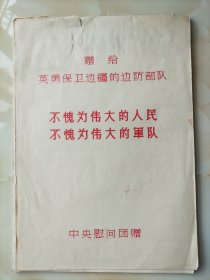 赠给
英勇保卫边疆的边防部队
不愧为伟大的人民
不愧为伟大的軍队
中央慰问团赠